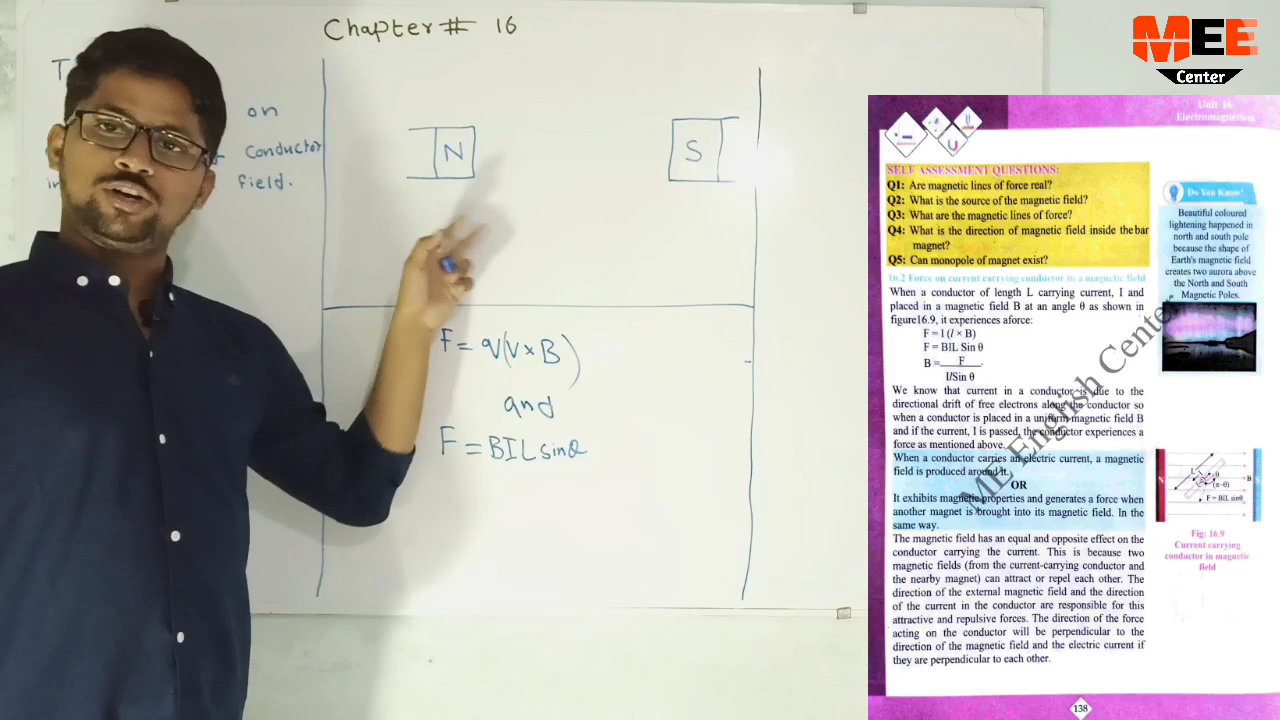 Chapter # 16
on
Conductor
field.
N
S
F = q(V × B)
and
F = BIL sinθ
MEE
Center
Unit 16:
Electromagnetism
SELF ASSESSMENT QUESTIONS:
Q1: Are magnetic lines of force real?
Q2: What is the source of the magnetic field?
Q3: What are the magnetic lines of force?
Q4: What is the direction of magnetic field inside the bar
magnet?
Q5: Can monopole of magnet exist?
16.2 Force on current carrying conductor in a magnetic field
When a conductor of length L carrying current, I and
placed in a magnetic field B at an angle θ as shown in
figure16.9, it experiences aforce:
F = I (l × B)
F = BIL Sin θ
B = F
IlSin θ
We know that current in a conductor is due to the
directional drift of free electrons along the conductor so
when a conductor is placed in a uniform magnetic field B
and if the current, I is passed, the conductor experiences a
force as mentioned above.
When a conductor carries an electric current, a magnetic
field is produced around it.
OR
It exhibits magnetic properties and generates a force when
another magnet is brought into its magnetic field. In the
same way.
The magnetic field has an equal and opposite effect on the
conductor carrying the current. This is because two
magnetic fields (from the current-carrying conductor and
the nearby magnet) can attract or repel each other. The
direction of the external magnetic field and the direction
of the current in the conductor are responsible for this
attractive and repulsive forces. The direction of the force
acting on the conductor will be perpendicular to the
direction of the magnetic field and the electric current if
they are perpendicular to each other.
Do You Know!
Beautiful coloured
lightening happened in
north and south pole
because the shape of
Earth's magnetic field
creates two aurora above
the North and South
Magnetic Poles.
L
θ
(π-θ)
B
F = BIL sinθ
Fig: 16.9
Current carrying
conductor in magnetic
field
ME English Center
138